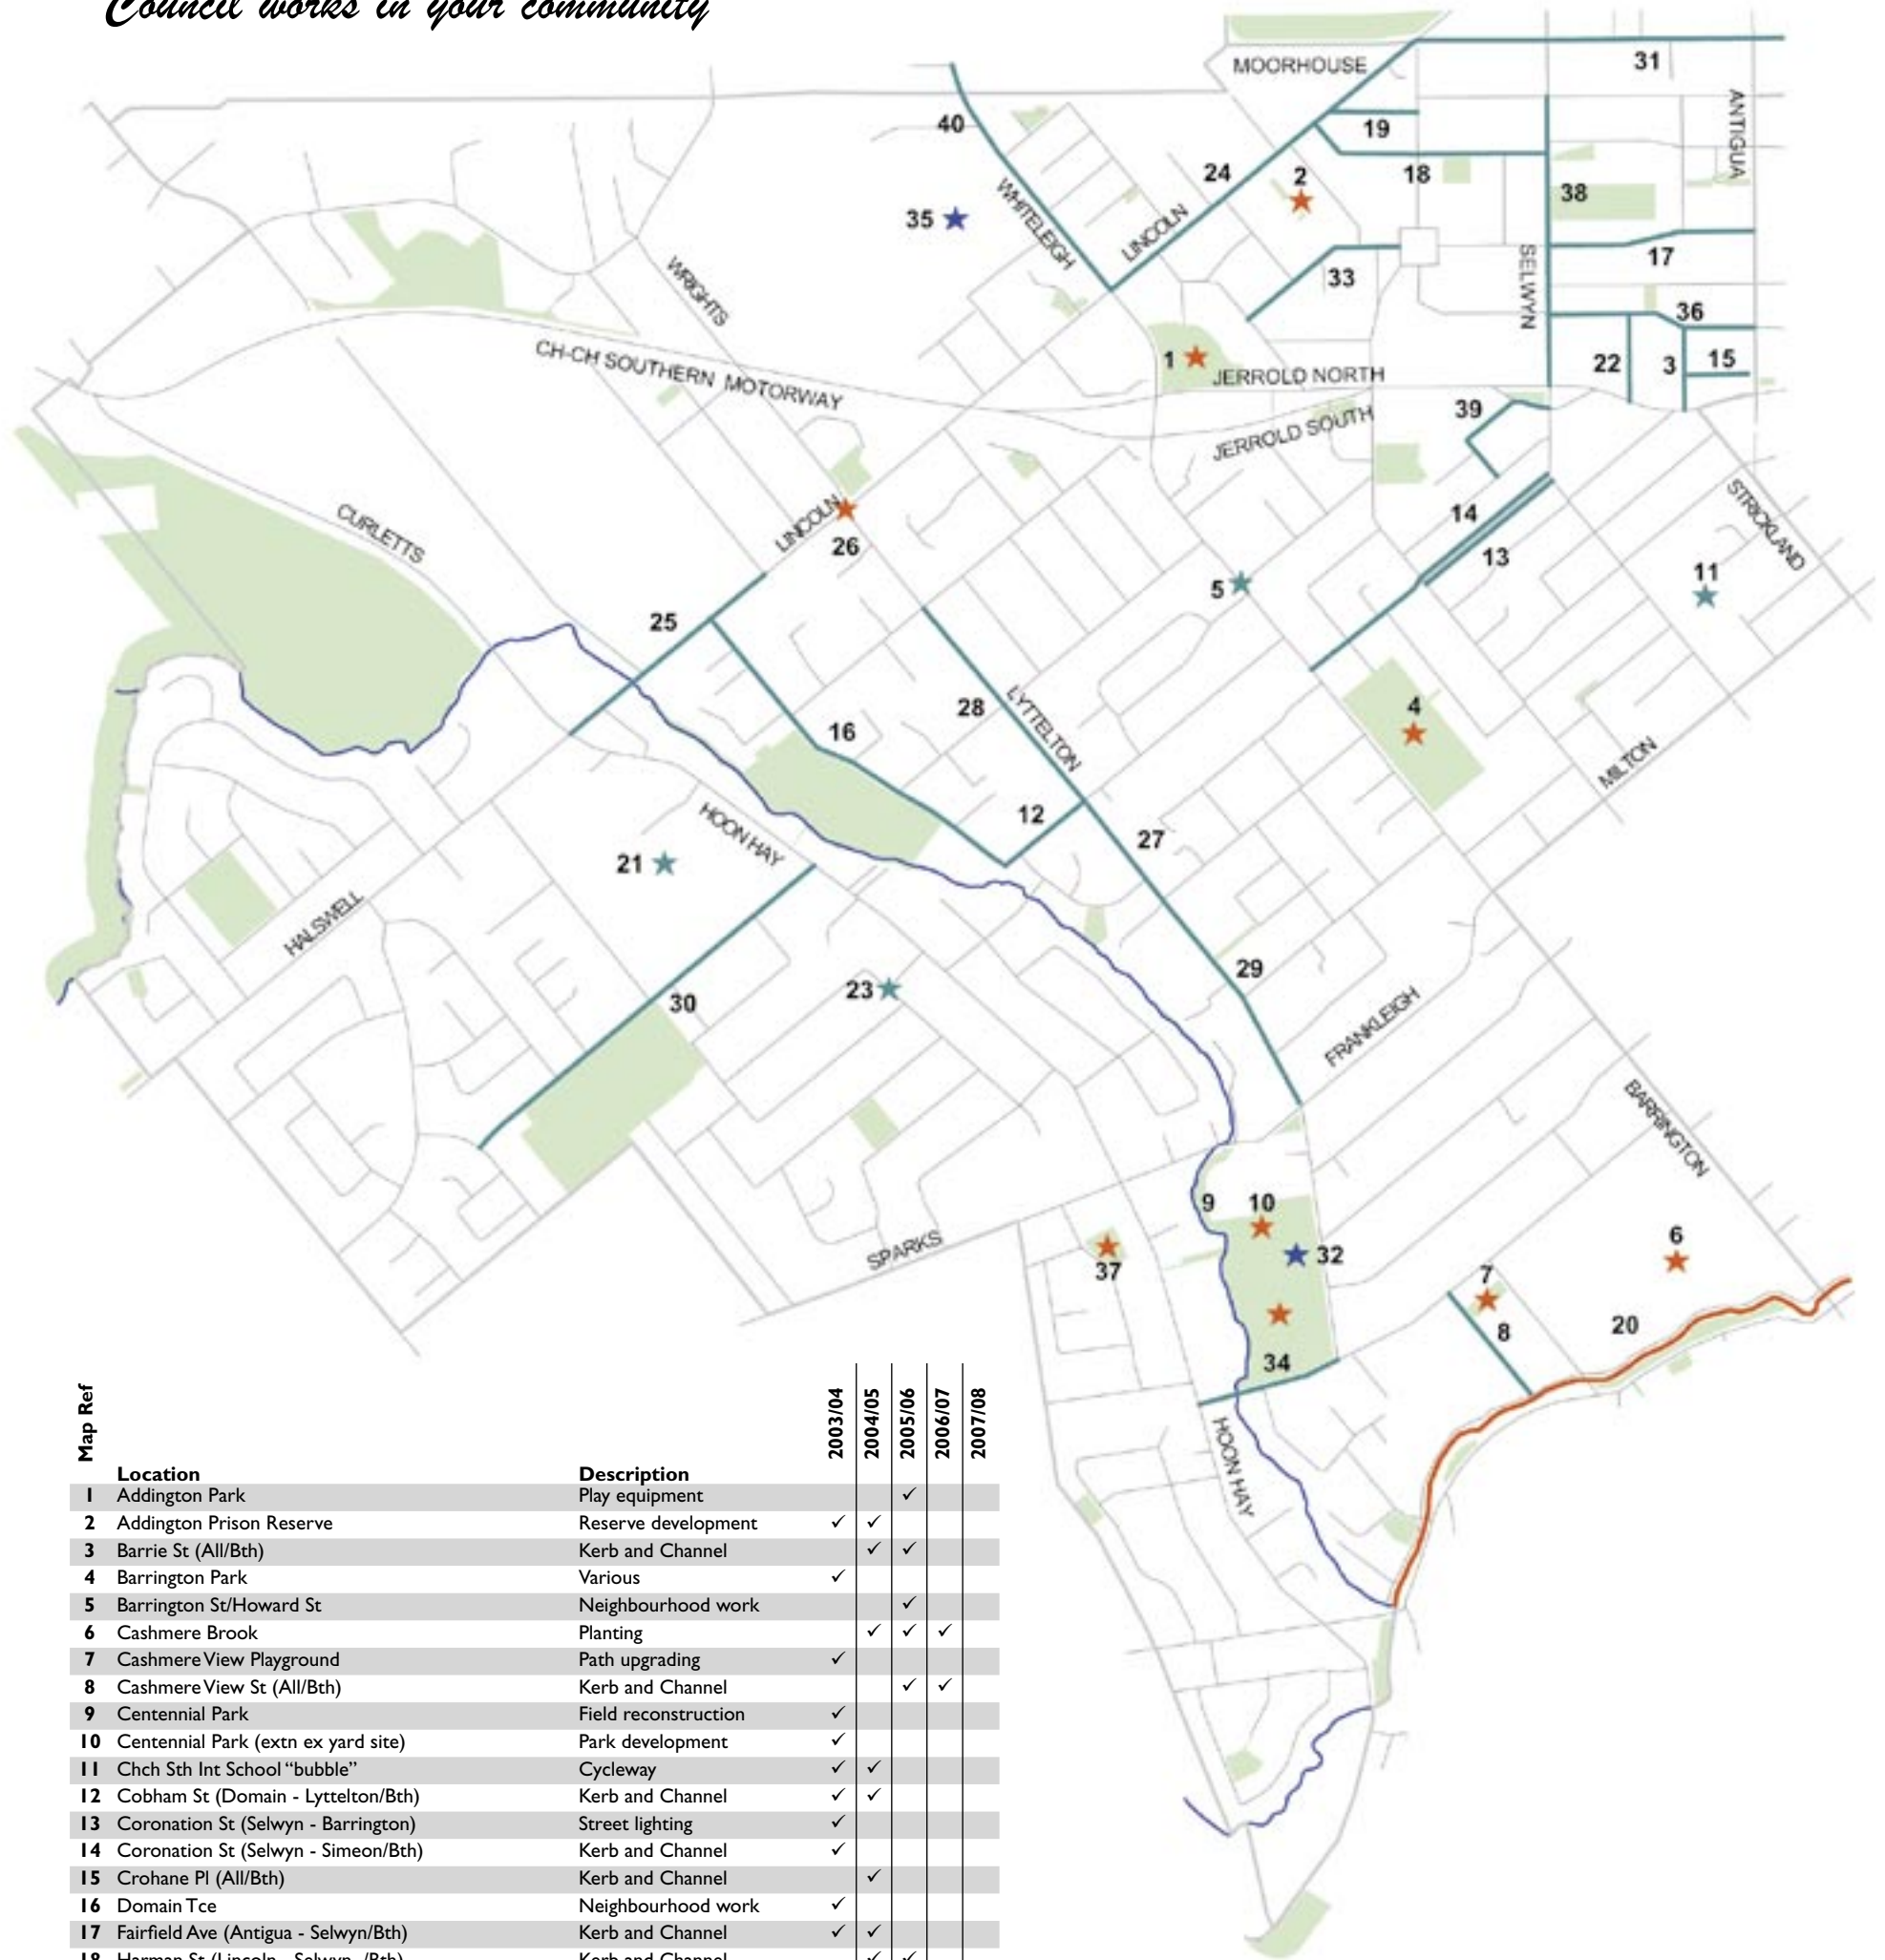 Council works in your community
MOORHOUSE
31
ANTIGUA
40
19
24
2
18
38
35
WHITELEIGH
LINCOLN
WRIGHTS
33
SELWYN
17
36
CH-CH SOUTHERN MOTORWAY
1
JERROLD NORTH
22
3
15
39
JERROLD SOUTH
CURLETTS
LINCOLN
26
14
13
STRICKLAND
5
11
25
28
LYTTELTON
4
16
MILTON
12
HOON HAY
27
21
HALSWELL
29
30
23
FRANKLEIGH
BARRINGTON
9
10
SPARKS
37
32
6
7
8
20
34
HOON HAY
Map Ref
Location
Description
2003/04
2004/05
2005/06
2006/07
2007/08
1 Addington Park Play equipment ✓
2 Addington Prison Reserve Reserve development ✓ ✓
3 Barrie St (All/Bth) Kerb and Channel ✓ ✓
4 Barrington Park Various ✓
5 Barrington St/Howard St Neighbourhood work ✓
6 Cashmere Brook Planting ✓ ✓ ✓
7 Cashmere View Playground Path upgrading ✓
8 Cashmere View St (All/Bth) Kerb and Channel ✓ ✓
9 Centennial Park Field reconstruction ✓
10 Centennial Park (extn ex yard site) Park development ✓
11 Chch Sth Int School “bubble” Cycleway ✓ ✓
12 Cobham St (Domain - Lyttelton/Bth) Kerb and Channel ✓ ✓
13 Coronation St (Selwyn - Barrington) Street lighting ✓
14 Coronation St (Selwyn - Simeon/Bth) Kerb and Channel ✓
15 Crohane Pl (All/Bth) Kerb and Channel ✓
16 Domain Tce Neighbourhood work ✓
17 Fairfield Ave (Antigua - Selwyn/Bth) Kerb and Channel ✓ ✓
18 Harman St (Lincoln - Selwyn /Bth) Kerb and Channel ✓ ✓